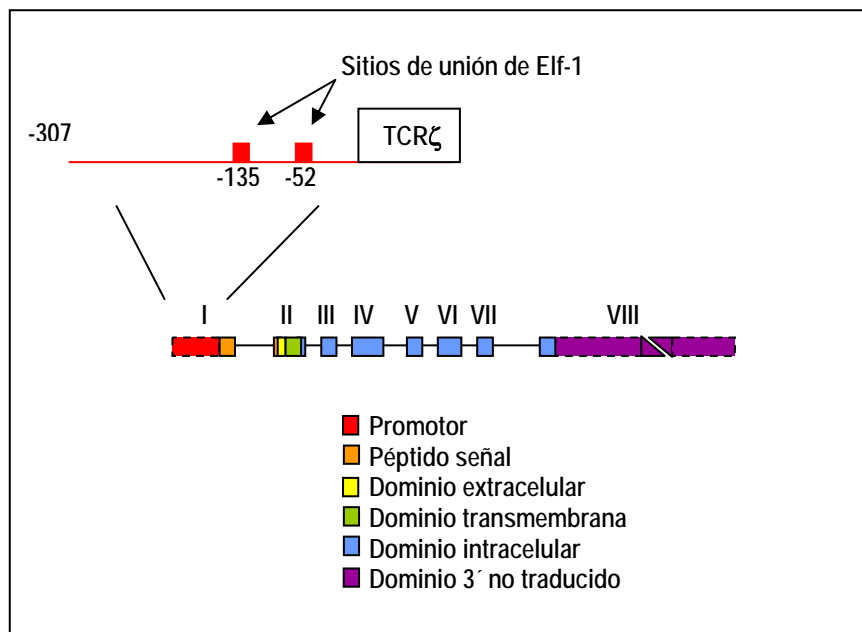 Sitios de unión de Elf-1
-307
TCRζ
-135
-52
I II III IV V VI VII VIII
Promotor
Péptido señal
Dominio extracelular
Dominio transmembrana
Dominio intracelular
Dominio 3´ no traducido